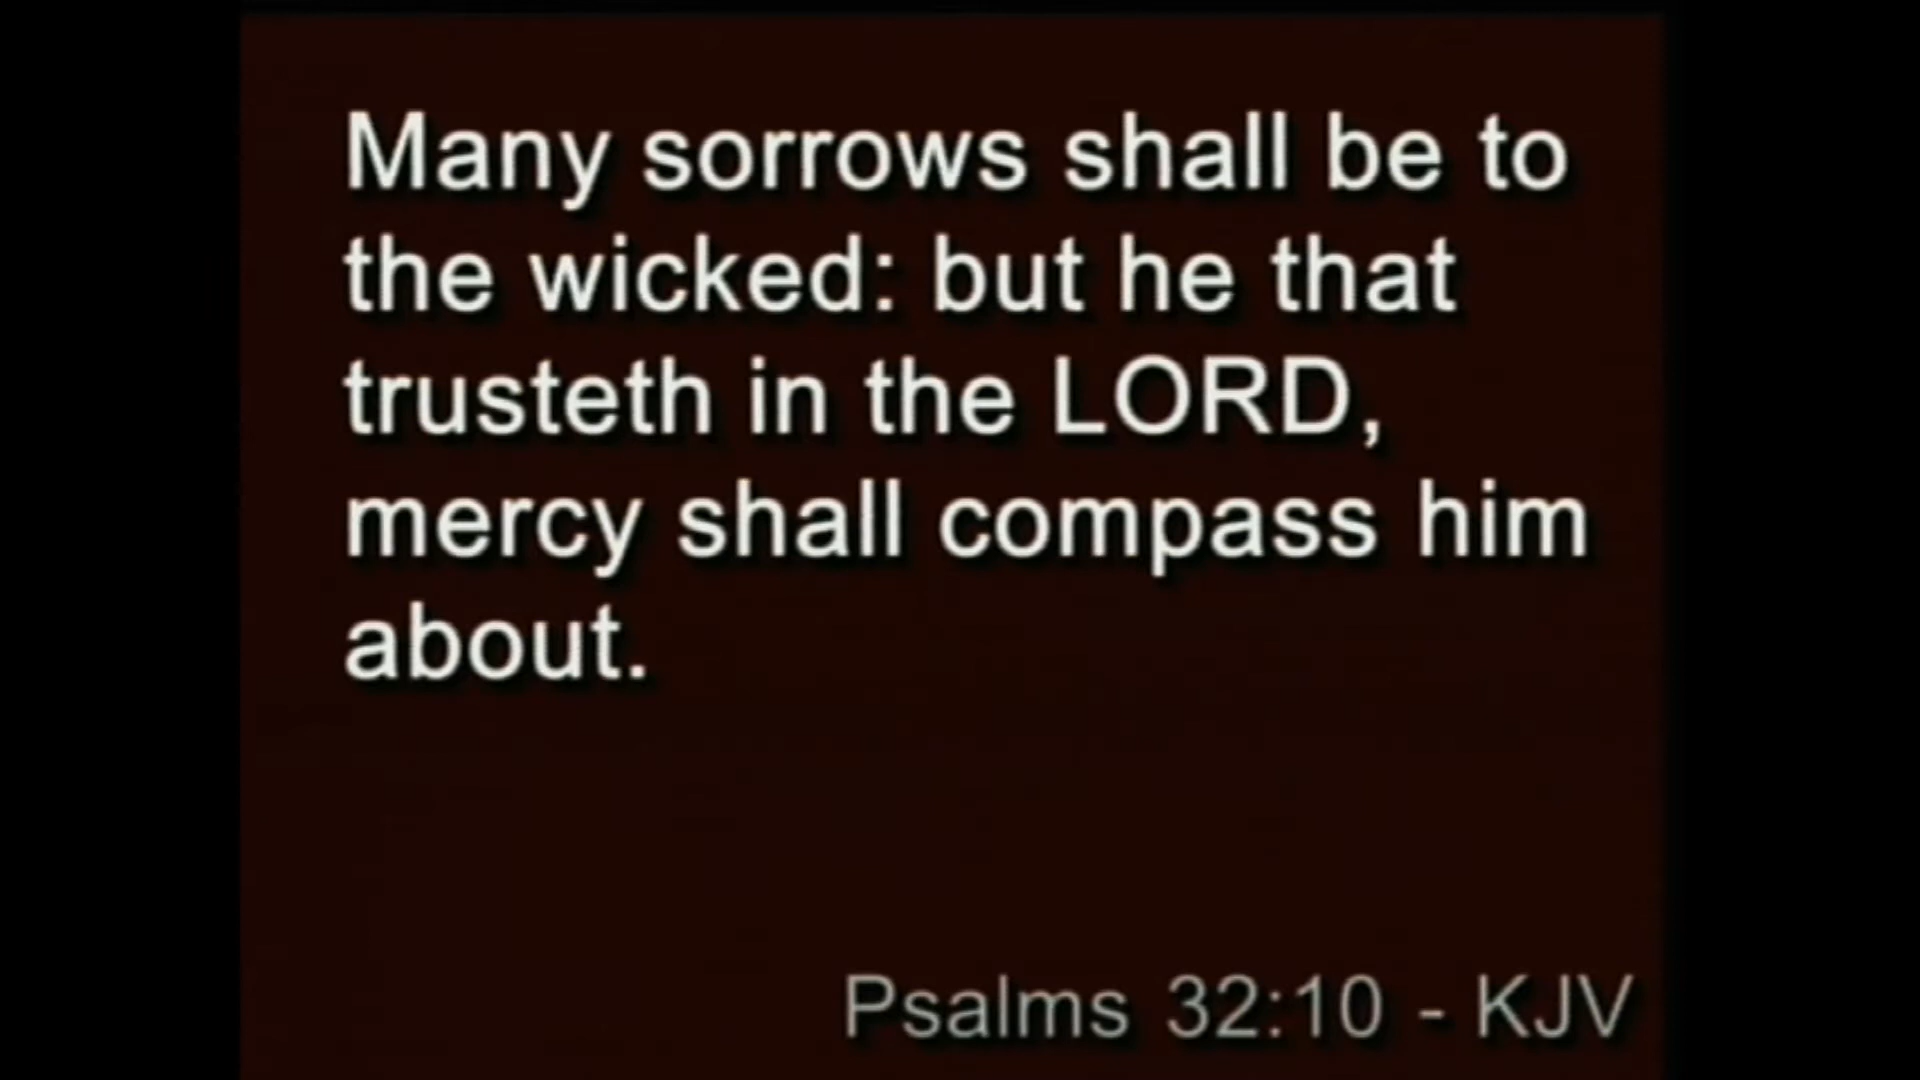 Many sorrows shall be to
the wicked: but he that
trusteth in the LORD,
mercy shall compass him
about.
Psalms 32:10 - KJV